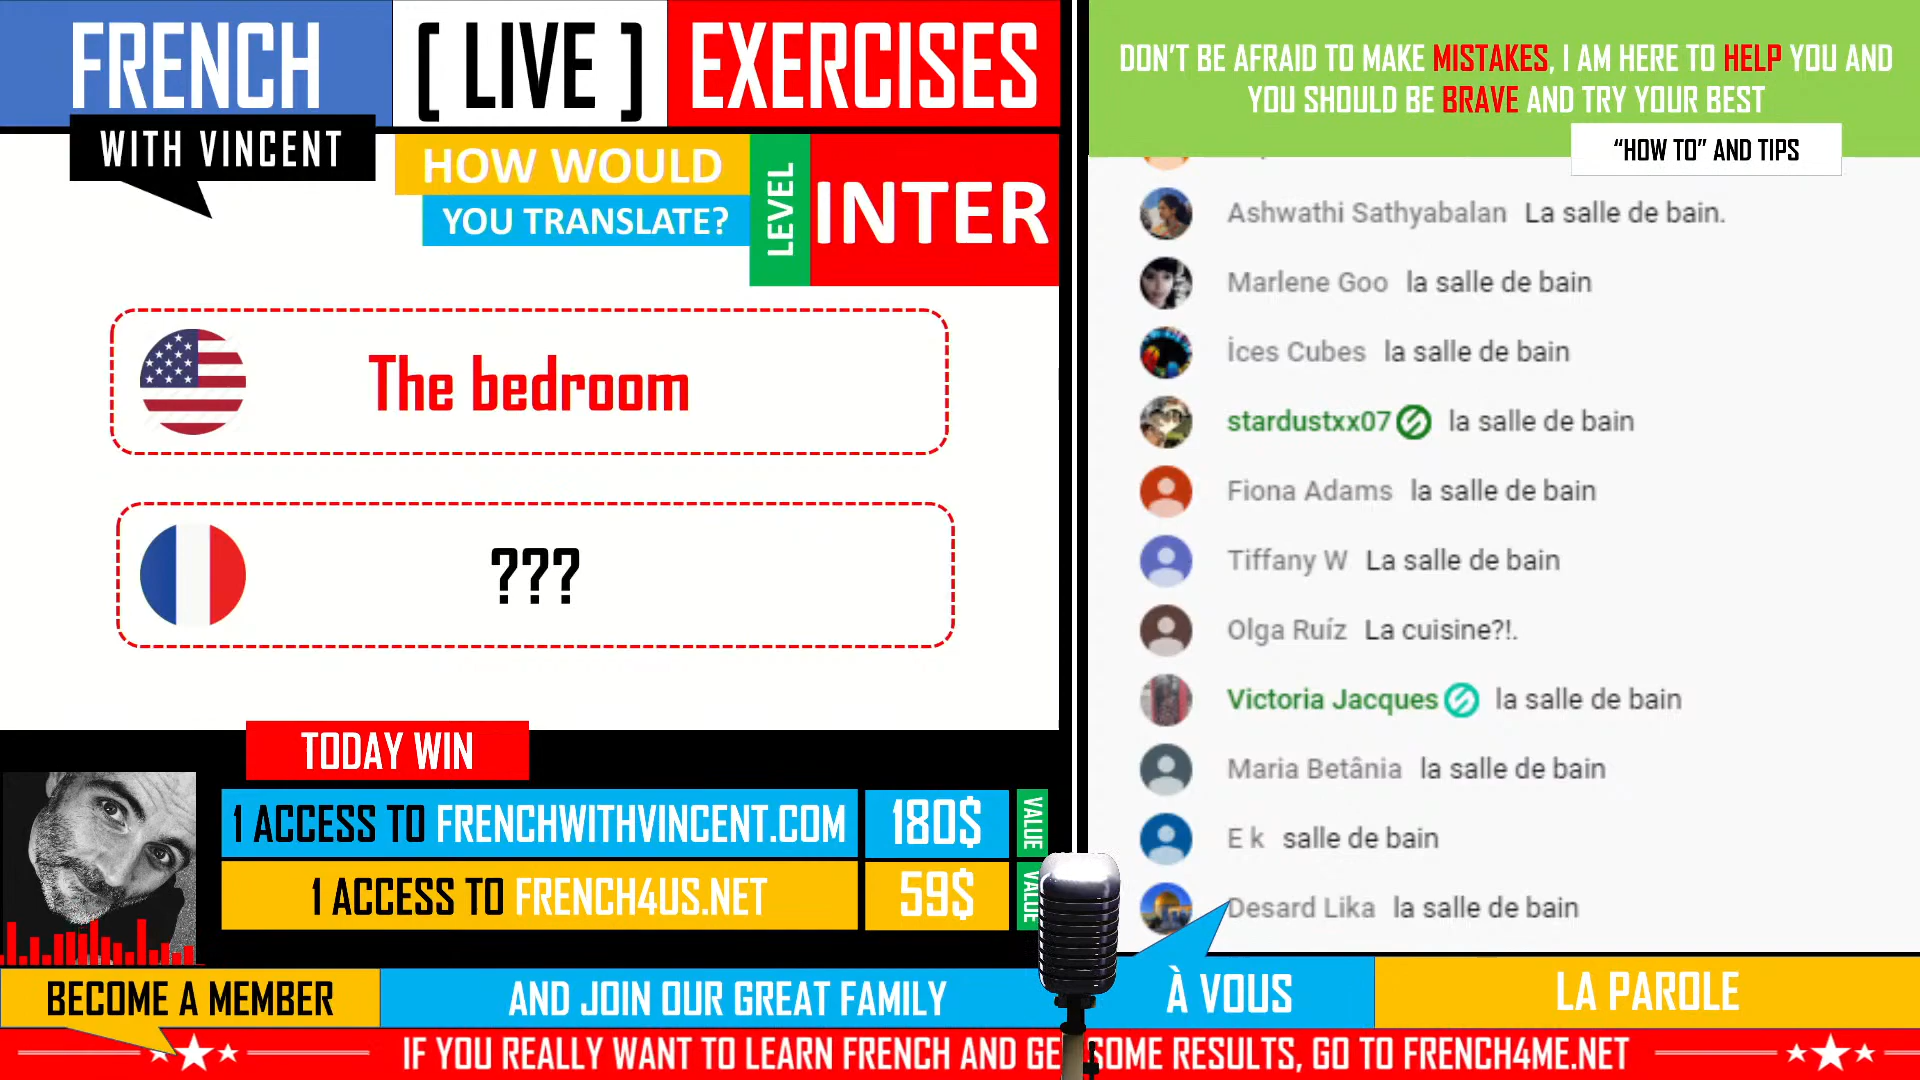 FRENCH
[ LIVE ]
EXERCISES
WITH VINCENT
HOW WOULD
YOU TRANSLATE?
LEVEL
INTER
The bedroom
???
TODAY WIN
1 ACCESS TO FRENCHWITHVINCENT.COM
180$
VALUE
1 ACCESS TO FRENCH4US.NET
59$
VALUE
BECOME A MEMBER
AND JOIN OUR GREAT FAMILY
DON'T BE AFRAID TO MAKE MISTAKES, I AM HERE TO HELP YOU AND
YOU SHOULD BE BRAVE AND TRY YOUR BEST
“HOW TO” AND TIPS
Ashwathi Sathyabalan La salle de bain.
Marlene Goo la salle de bain
İces Cubes la salle de bain
stardustxx07 la salle de bain
Fiona Adams la salle de bain
Tiffany W La salle de bain
Olga Ruíz La cuisine?!.
Victoria Jacques la salle de bain
Maria Betânia la salle de bain
E k salle de bain
Desard Lika la salle de bain
À VOUS
LA PAROLE
IF YOU REALLY WANT TO LEARN FRENCH AND GE SOME RESULTS, GO TO FRENCH4ME.NET